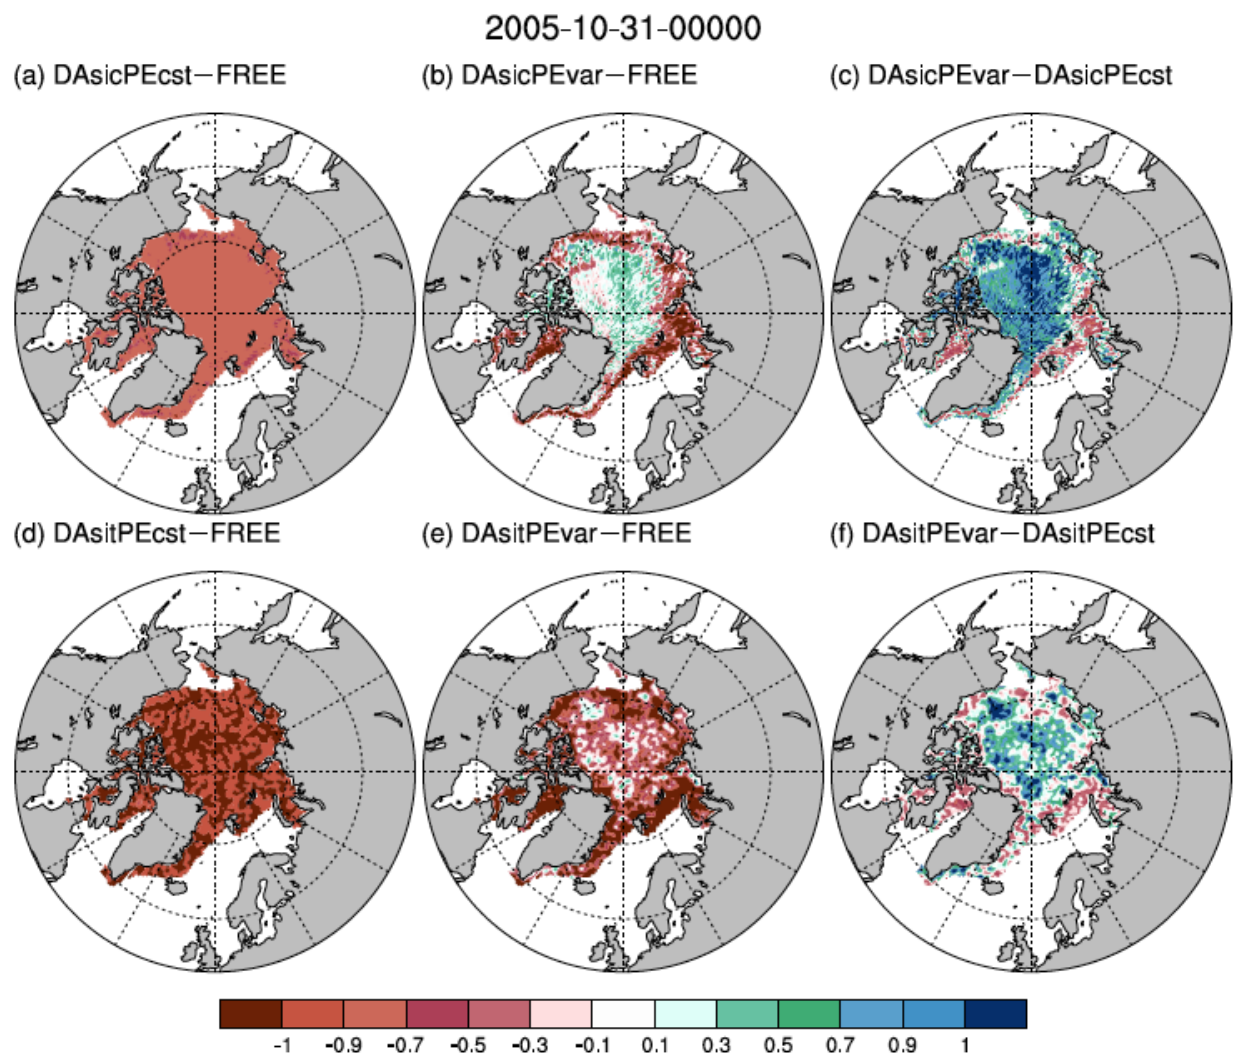 2005-10-31-00000
(a) DAsicPEcst−FREE
(b) DAsicPEvar−FREE
(c) DAsicPEvar−DAsicPEcst
(d) DAsitPEcst−FREE
(e) DAsitPEvar−FREE
(f) DAsitPEvar−DAsitPEcst
-1 -0.9 -0.7 -0.5 -0.3 -0.1 0.1 0.3 0.5 0.7 0.9 1